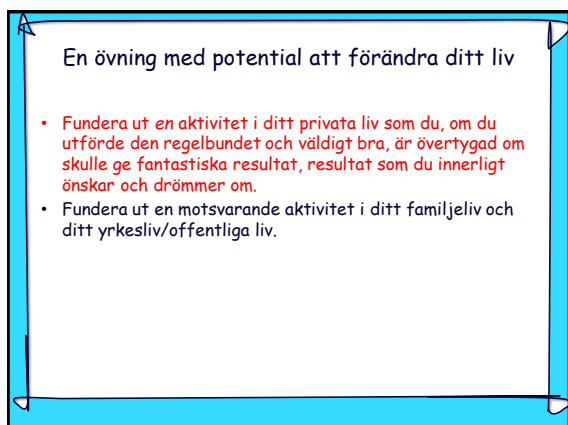 En övning med potential att förändra ditt liv
• Fundera ut en aktivitet i ditt privata liv som du, om du
utförde den regelbundet och väldigt bra, är övertygad om
skulle ge fantastiska resultat, resultat som du innerligt
önskar och drömmer om.
• Fundera ut en motsvarande aktivitet i ditt familjeliv och
ditt yrkesliv/offentliga liv.